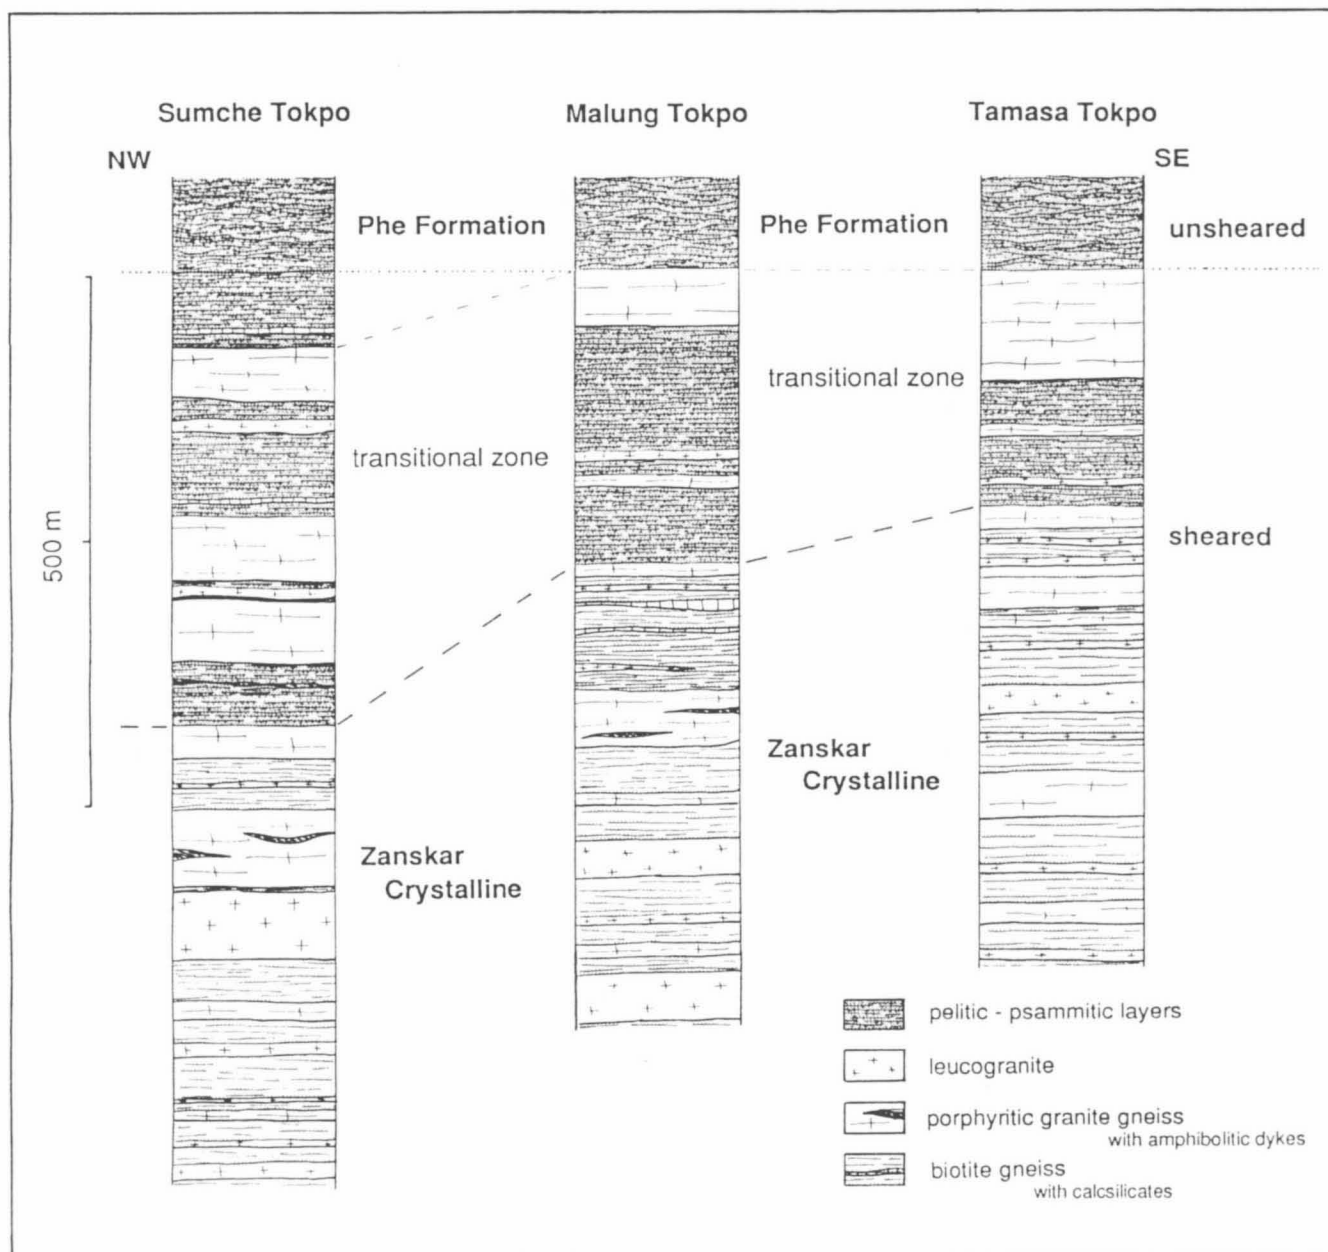 Sumche Tokpo
Malung Tokpo
Tamasa Tokpo
NW
SE
Phe Formation
Phe Formation
unsheared
transitional zone
transitional zone
500 m
sheared
Zanskar
Crystalline
Zanskar
Crystalline
pelitic - psammitic layers
leucogranite
porphyritic granite gneiss
with amphibolitic dykes
biotite gneiss
with calcsilicates